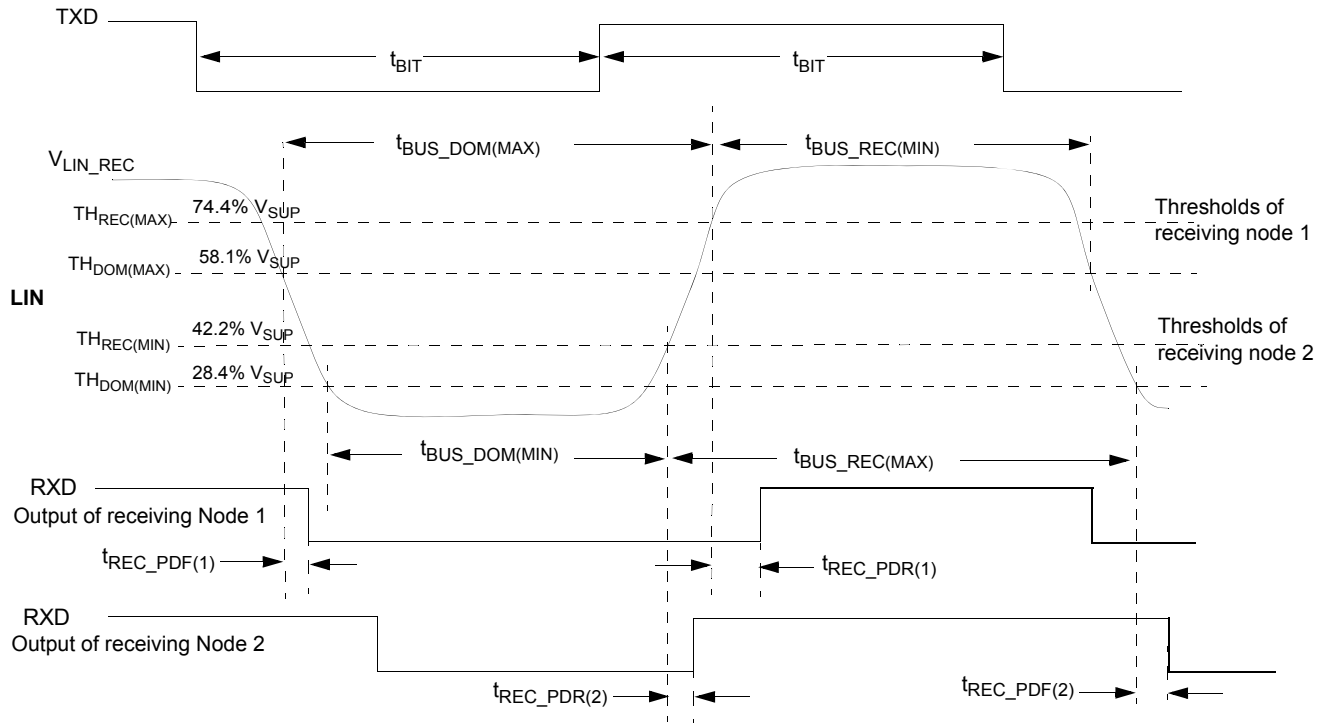 TXD
tBIT
tBIT
tBUS_DOM(MAX)
tBUS_REC(MIN)
VLIN_REC
THREC(MAX) 74.4% VSUP
Thresholds of
receiving node 1
THDOM(MAX) 58.1% VSUP
LIN
THREC(MIN) 42.2% VSUP
Thresholds of
receiving node 2
THDOM(MIN) 28.4% VSUP
tBUS_DOM(MIN)
tBUS_REC(MAX)
RXD
Output of receiving Node 1
tREC_PDF(1)
tREC_PDR(1)
RXD
Output of receiving Node 2
tREC_PDR(2)
tREC_PDF(2)